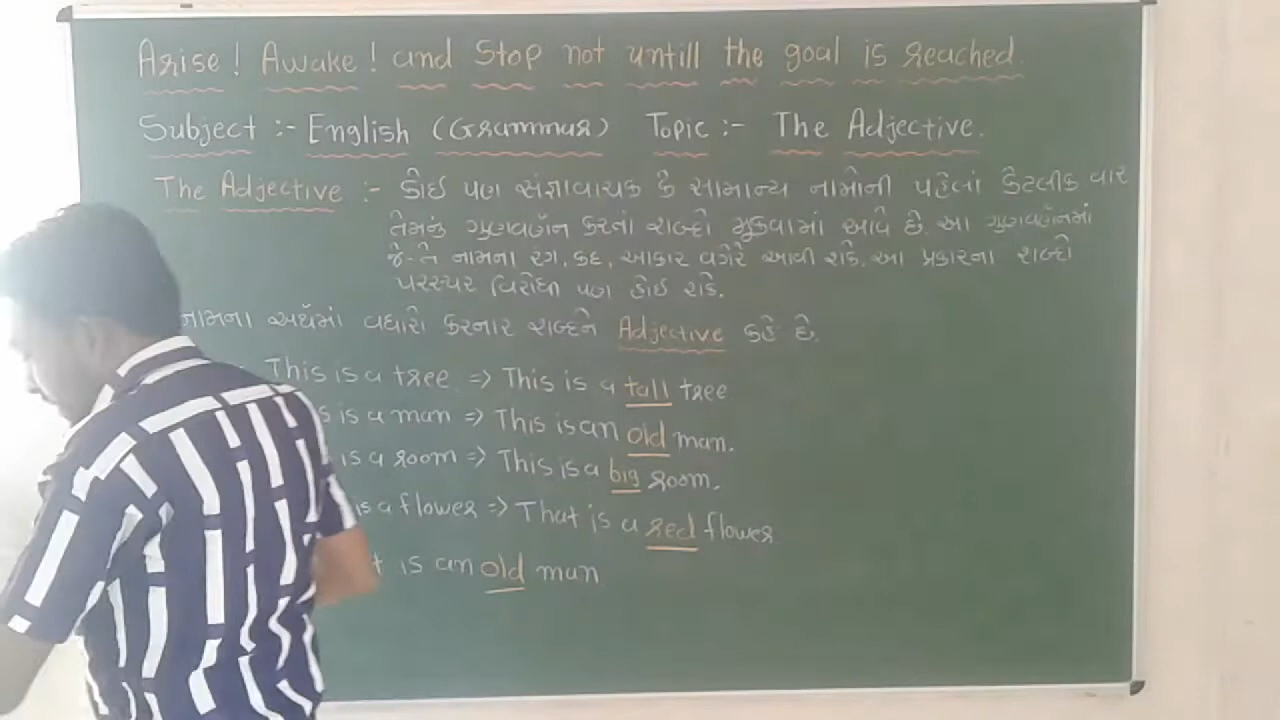 Arise! Awake! and Stop not untill the goal is reached.
Subject :- English (Grammar) Topic :- The Adjective.
The Adjective :- કોઈ પણ સંજ્ઞાવાચક કે સામાન્ય નામોની પહેલાં કેટલીક વાર
તેમનું ગુણવર્ણન કરતાં શબ્દો મુકવામાં આવે છે. આ ગુણવર્ણનમાં
જે-તે નામના રંગ, કદ, આકાર વગેરે આવી શકે. આ પ્રકારના શબ્દો
પરસ્પર વિરોધી પણ હોઈ શકે.
નામના અર્થમાં વધારો કરનાર શબ્દને Adjective કહે છે.
This is a tree => This is a tall tree
is a man => This is an old man.
is a room => This is a big room.
is a flower => That is a red flower
is an old man